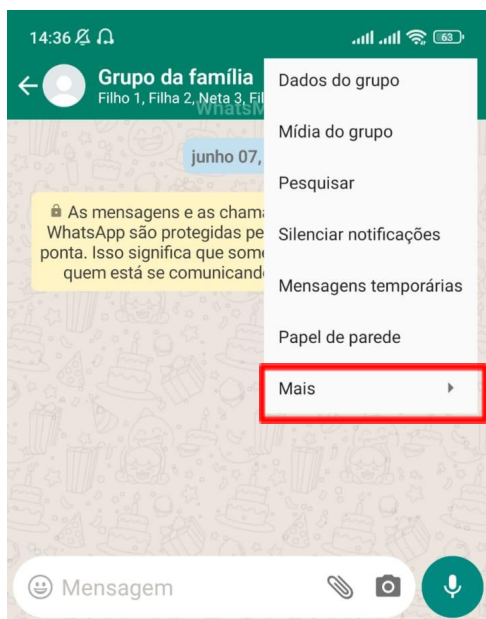 14:36
63
Grupo da família
Filho 1, Filha 2, Neta 3, Fil
WhatsM
Dados do grupo
Mídia do grupo
junho 07,
Pesquisar
As mensagens e as chama
WhatsApp são protegidas pe
ponta. Isso significa que some
quem está se comunicand
Silenciar notificações
Mensagens temporárias
Papel de parede
Mais
Mensagem